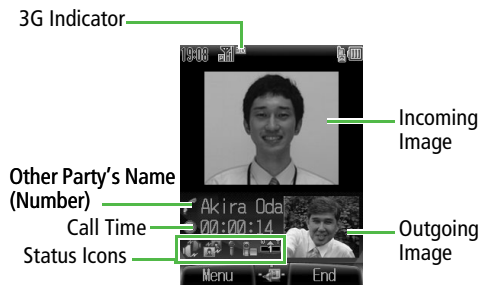 3G Indicator
19:08
Incoming
Image
Other Party's Name
(Number)
Akira Oda
Call Time
00:00:14
Outgoing
Image
Status Icons
Menu
End